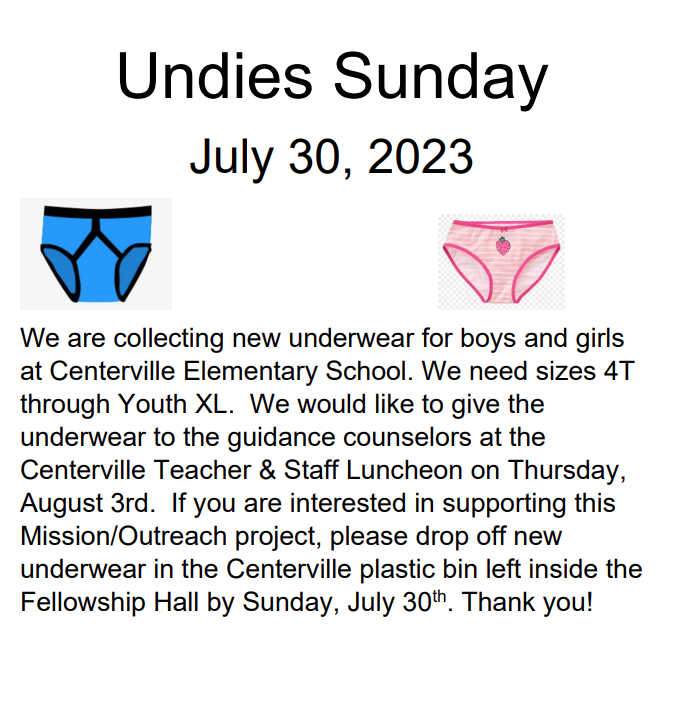 Undies Sunday
July 30, 2023
We are collecting new underwear for boys and girls
at Centerville Elementary School. We need sizes 4T
through Youth XL.  We would like to give the
underwear to the guidance counselors at the
Centerville Teacher & Staff Luncheon on Thursday,
August 3rd.  If you are interested in supporting this
Mission/Outreach project, please drop off new
underwear in the Centerville plastic bin left inside the
Fellowship Hall by Sunday, July 30th. Thank you!